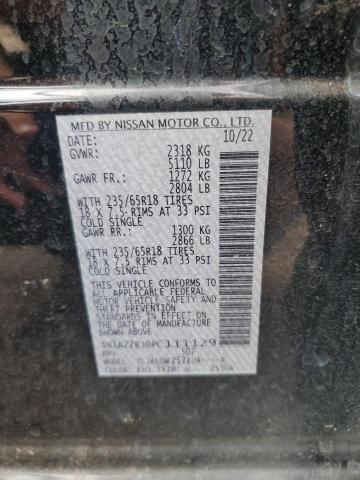 MFD BY NISSAN MOTOR CO., LTD.
DATE: 10/22
GVWR: 2318 KG
5110 LB
GAWR FR.: 1272 KG
2804 LB
WITH 235/65R18 TIRES
18 X 7.5 RIMS AT 33 PSI
COLD SINGLE
GAWR RR.: 1300 KG
2866 LB
WITH 235/65R18 TIRES
18 X 7.5 RIMS AT 33 PSI
COLD SINGLE
THIS VEHICLE CONFORMS TO
ALL APPLICABLE FEDERAL
MOTOR VEHICLE SAFETY AND
THEFT PREVENTION STANDARDS
IN EFFECT ON THE DATE OF
MANUFACTURE SHOWN ABOVE
111129
MPV
COLOR: TRIM: